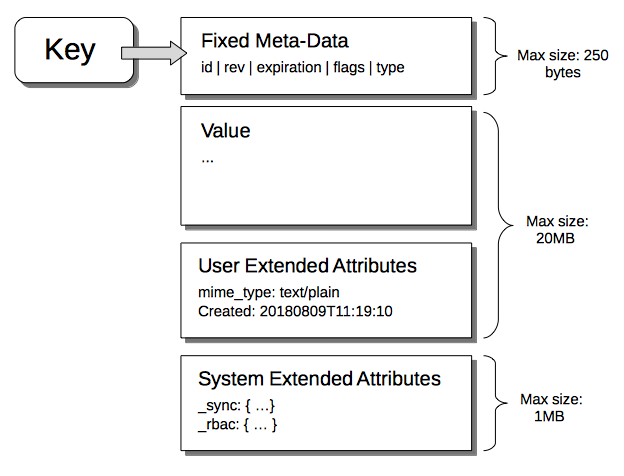 Key
Fixed Meta-Data
id | rev | expiration | flags | type
Max size: 250
bytes
Value
...
Max size:
20MB
User Extended Attributes
mime_type: text/plain
Created: 20180809T11:19:10
System Extended Attributes
_sync: { ...}
_rbac: { ... }
Max size:
1MB